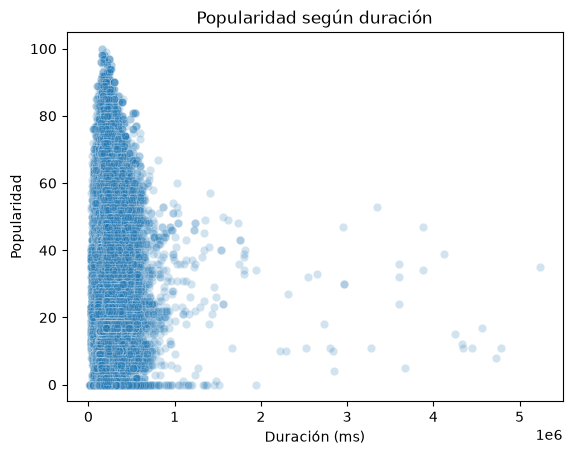 Popularidad según duración
Popularidad
100
80
60
40
20
0
0 1 2 3 4 5
1e6
Duración (ms)